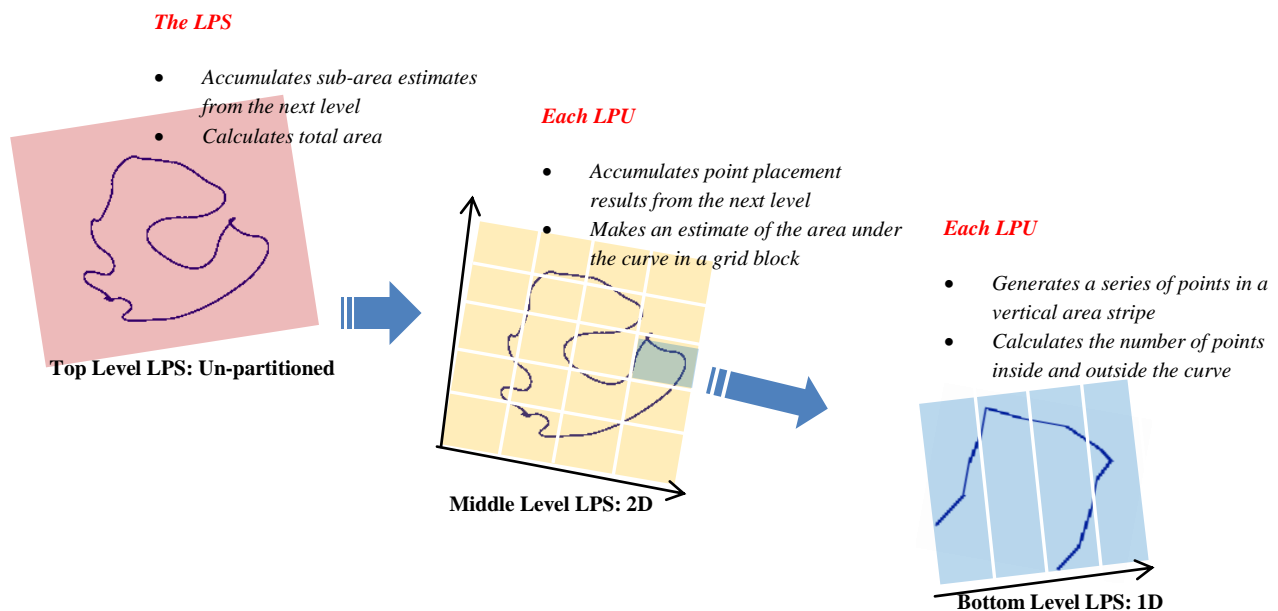 The LPS
• Accumulates sub-area estimates
from the next level
• Calculates total area
Top Level LPS: Un-partitioned
Each LPU
• Accumulates point placement
results from the next level
• Makes an estimate of the area under
the curve in a grid block
Middle Level LPS: 2D
Each LPU
• Generates a series of points in a
vertical area stripe
• Calculates the number of points
inside and outside the curve
Bottom Level LPS: 1D